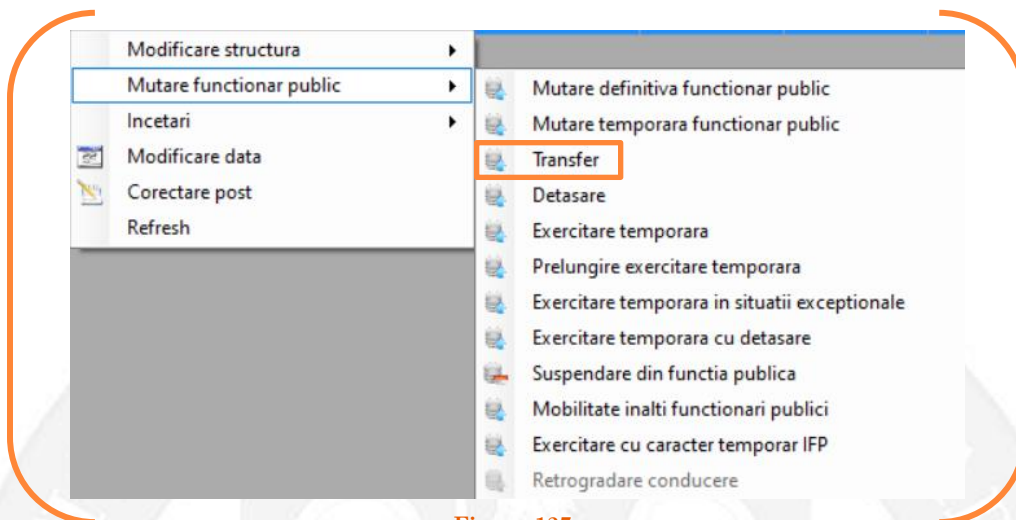 Modificare structura
Mutare functionar public
Incetari
Modificare data
Corectare post
Refresh
Mutare definitiva functionar public
Mutare temporara functionar public
Transfer
Detasare
Exercitare temporara
Prelungire exercitare temporara
Exercitare temporara in situatii exceptionale
Exercitare temporara cu detasare
Suspendare din functia publica
Mobilitate inalti functionari publici
Exercitare cu caracter temporar IFP
Retrogradare conducere